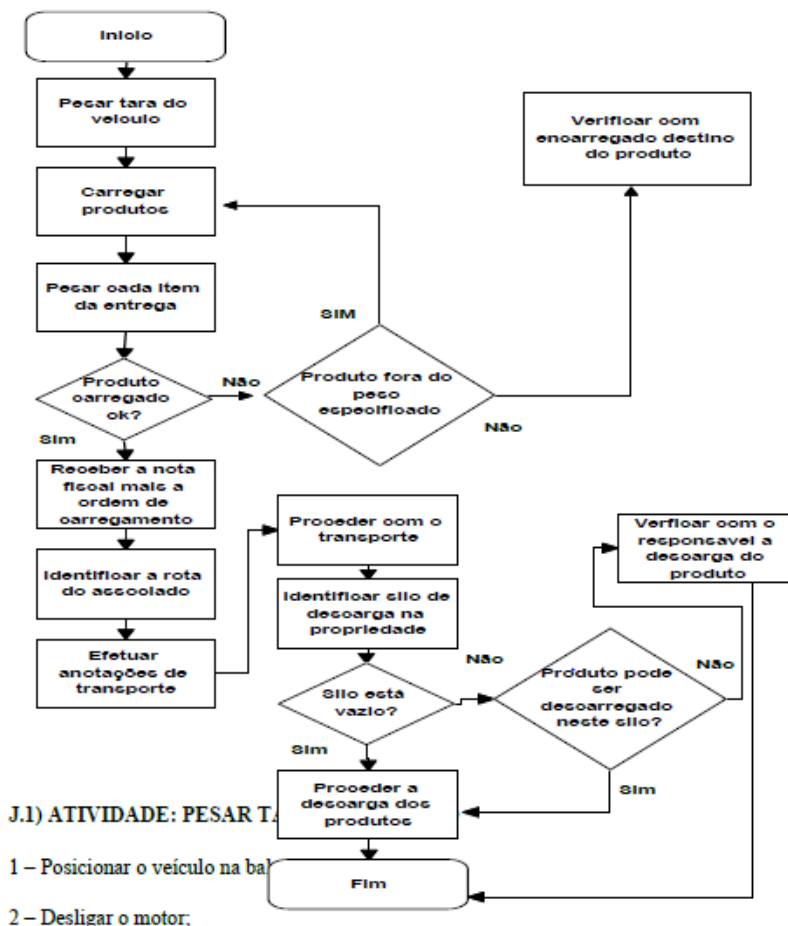 Inicio
Pesar tara do
veículo
Carregar
produtos
Pesar cada item
da entrega
Produto
carregado
ok?
Não
Sim
Produto fora do
peso
especificado
SIM
Não
Verificar com
encarregado destino
do produto
Receber a nota
fiscal mais a
ordem de
carregamento
Identificar a rota
do associado
Efetuar
anotações de
transporte
Proceder com o
transporte
Identificar silo de
descarga na
propriedade
Silo está
vazio?
Não
Sim
Produto pode
ser
descarregado
neste silo?
Não
Sim
Verficar com o
responsavel a
descarga do
produto
Proceder a
descarga dos
produtos
Fim
J.1) ATIVIDADE: PESAR
1 – Posicionar o veículo na
2 – Desligar o motor;